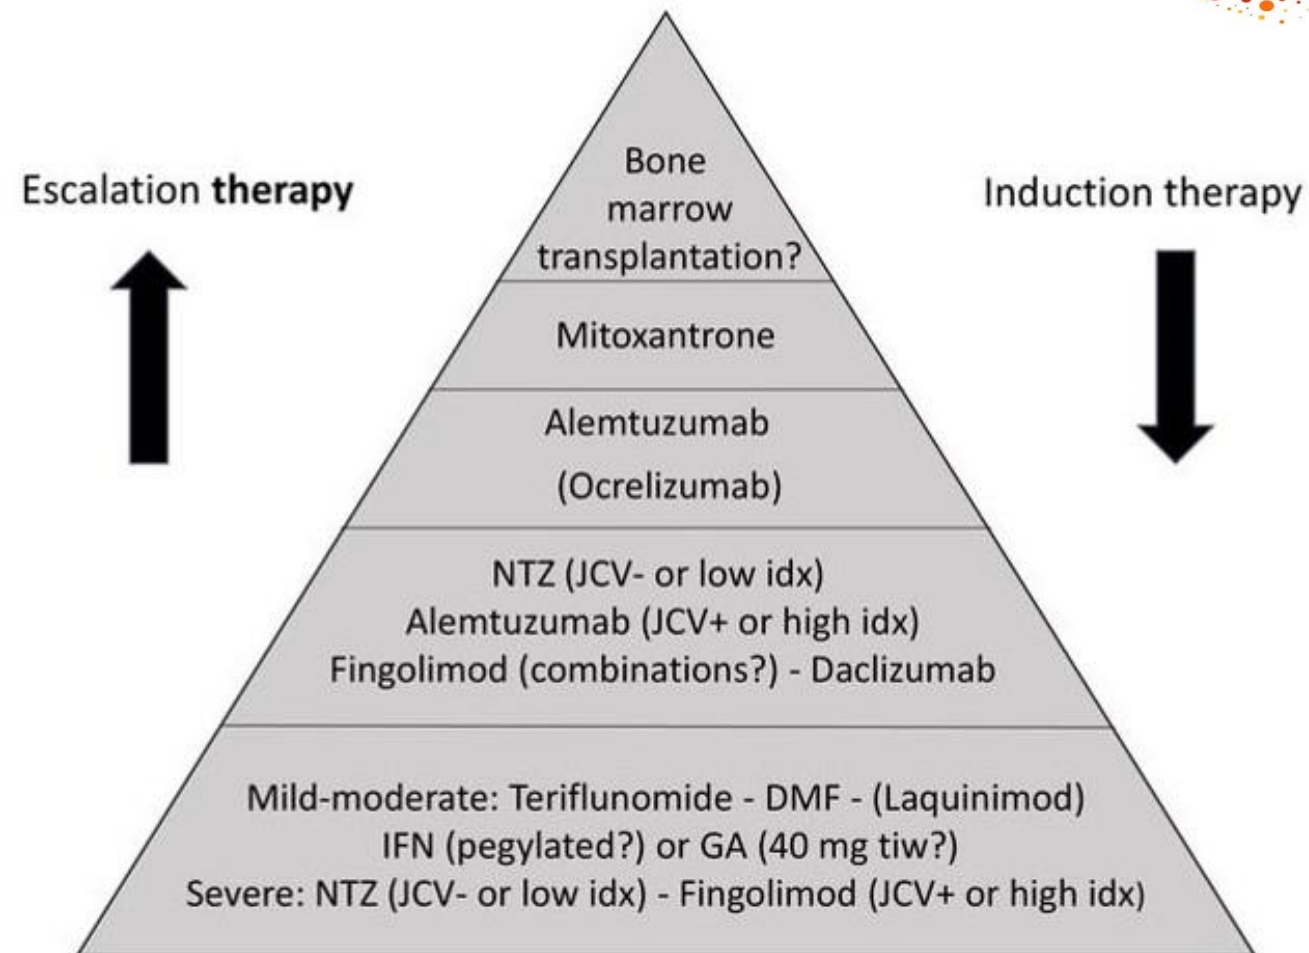 Escalation therapy
Induction therapy
Bone
marrow
transplantation?
Mitoxantrone
Alemtuzumab
(Ocrelizumab)
NTZ (JCV- or low idx)
Alemtuzumab (JCV+ or high idx)
Fingolimod (combinations?) - Daclizumab
Mild-moderate: Teriflunomide - DMF - (Laquinimod)
IFN (pegylated?) or GA (40 mg tiw?)
Severe: NTZ (JCV- or low idx) - Fingolimod (JCV+ or high idx)